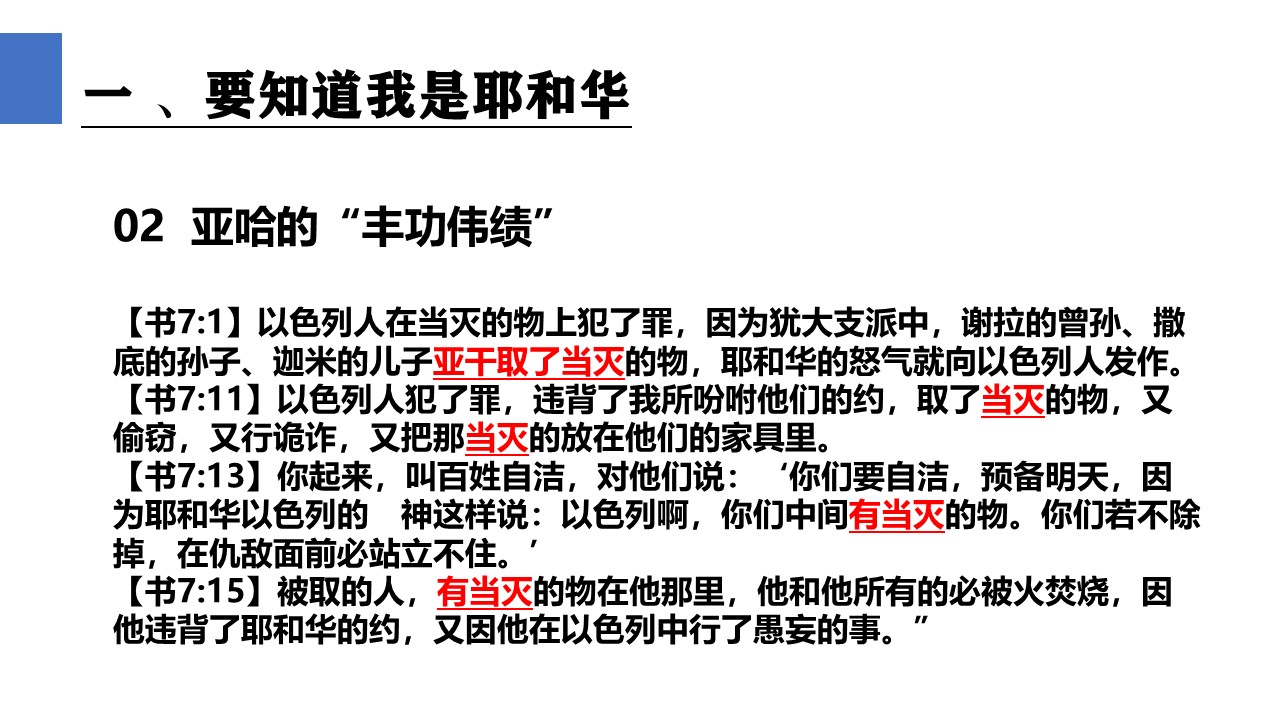 一 、要知道我是耶和华
02 亚哈的“丰功伟绩”
【书7:1】以色列人在当灭的物上犯了罪，因为犹大支派中，谢拉的曾孙、撒
底的孙子、迦米的儿子亚干取了当灭的物，耶和华的怒气就向以色列人发作。
【书7:11】以色列人犯了罪，违背了我所吩咐他们的约，取了当灭的物，又
偷窃，又行诡诈，又把那当灭的放在他们的家具里。
【书7:13】你起来，叫百姓自洁，对他们说：‘你们要自洁，预备明天，因
为耶和华以色列的　神这样说：以色列啊，你们中间有当灭的物。你们若不除
掉，在仇敌面前必站立不住。’
【书7:15】被取的人，有当灭的物在他那里，他和他所有的必被火焚烧，因
他违背了耶和华的约，又因他在以色列中行了愚妄的事。”